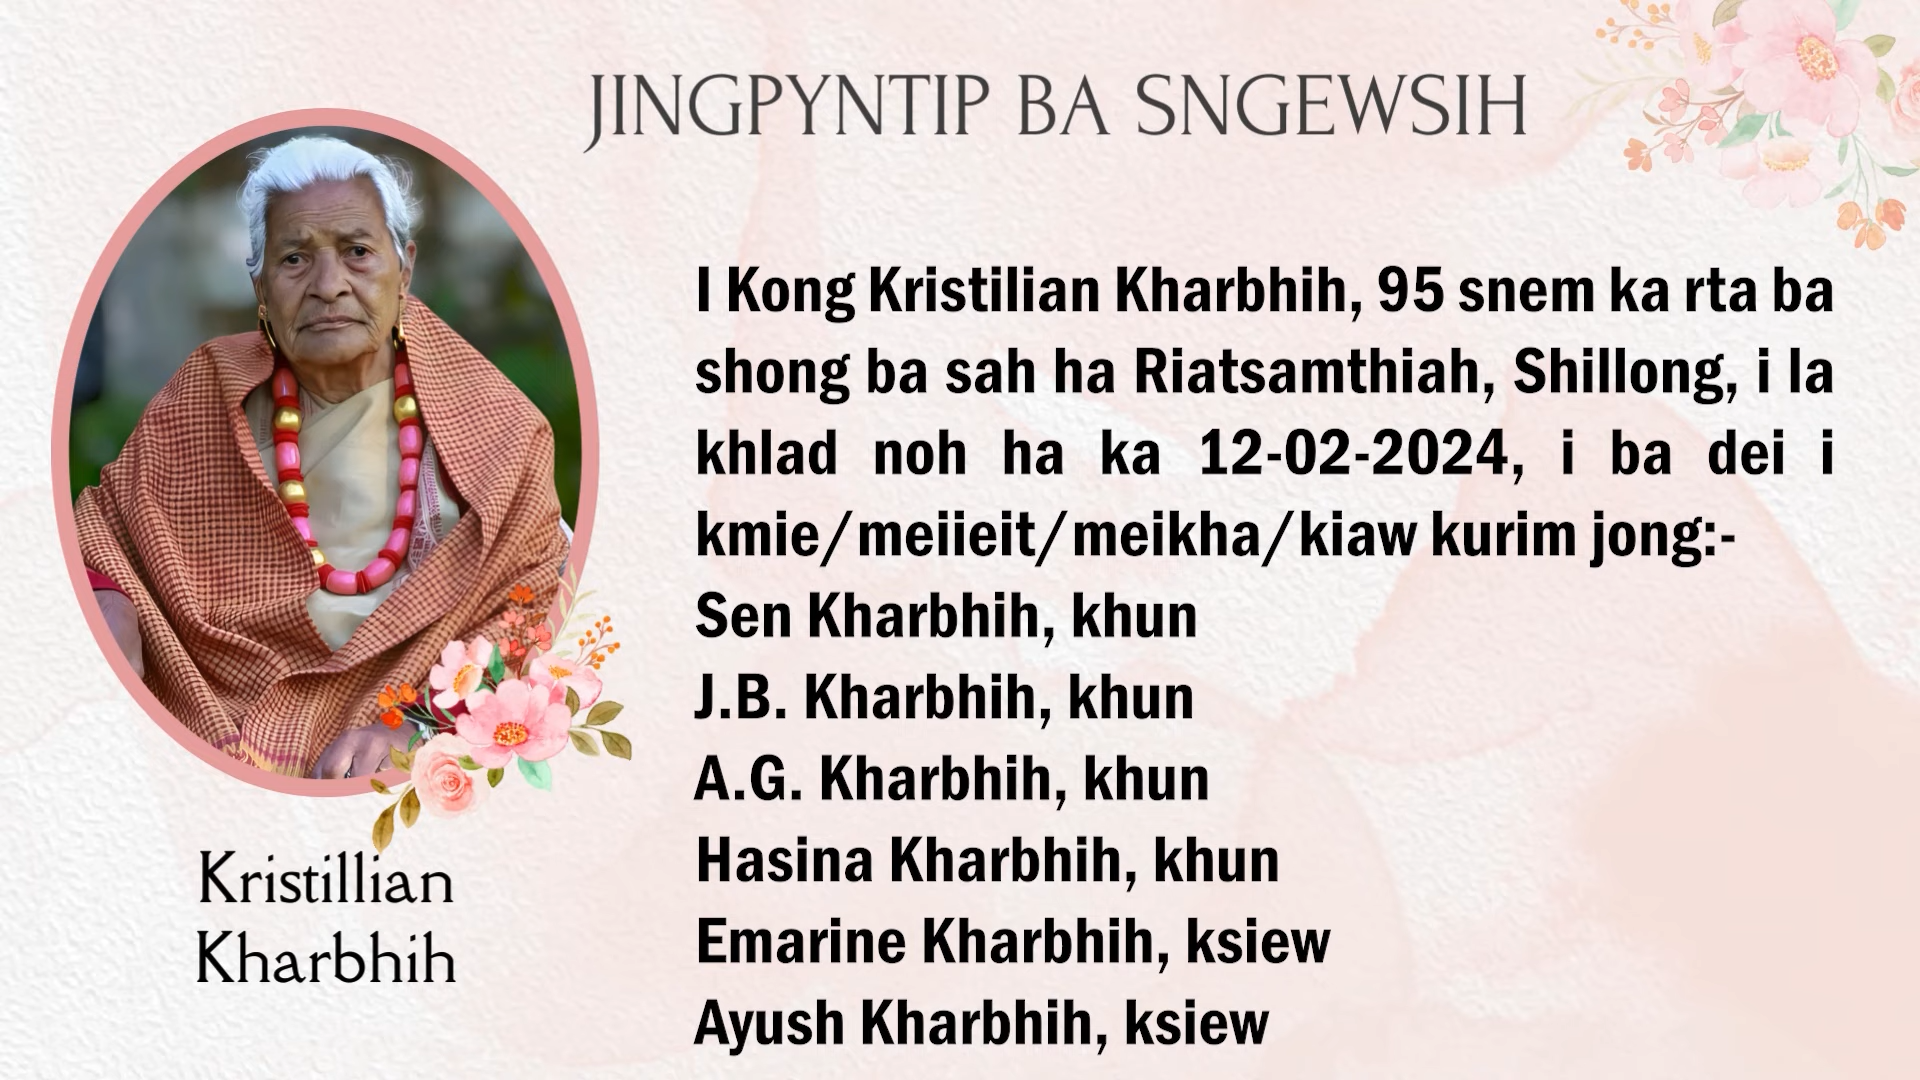 JINGPYNTIP BA SNGEWSIH
I Kong Kristilian Kharbhih, 95 snem ka rta ba
shong ba sah ha Riatsamthiah, Shillong, i la
khlad noh ha ka 12-02-2024, i ba dei i
kmie/meiieit/meikha/kiaw kurim jong:-
Sen Kharbhih, khun
J.B. Kharbhih, khun
A.G. Kharbhih, khun
Hasina Kharbhih, khun
Emarine Kharbhih, ksiew
Ayush Kharbhih, ksiew
Kristillian
Kharbhih